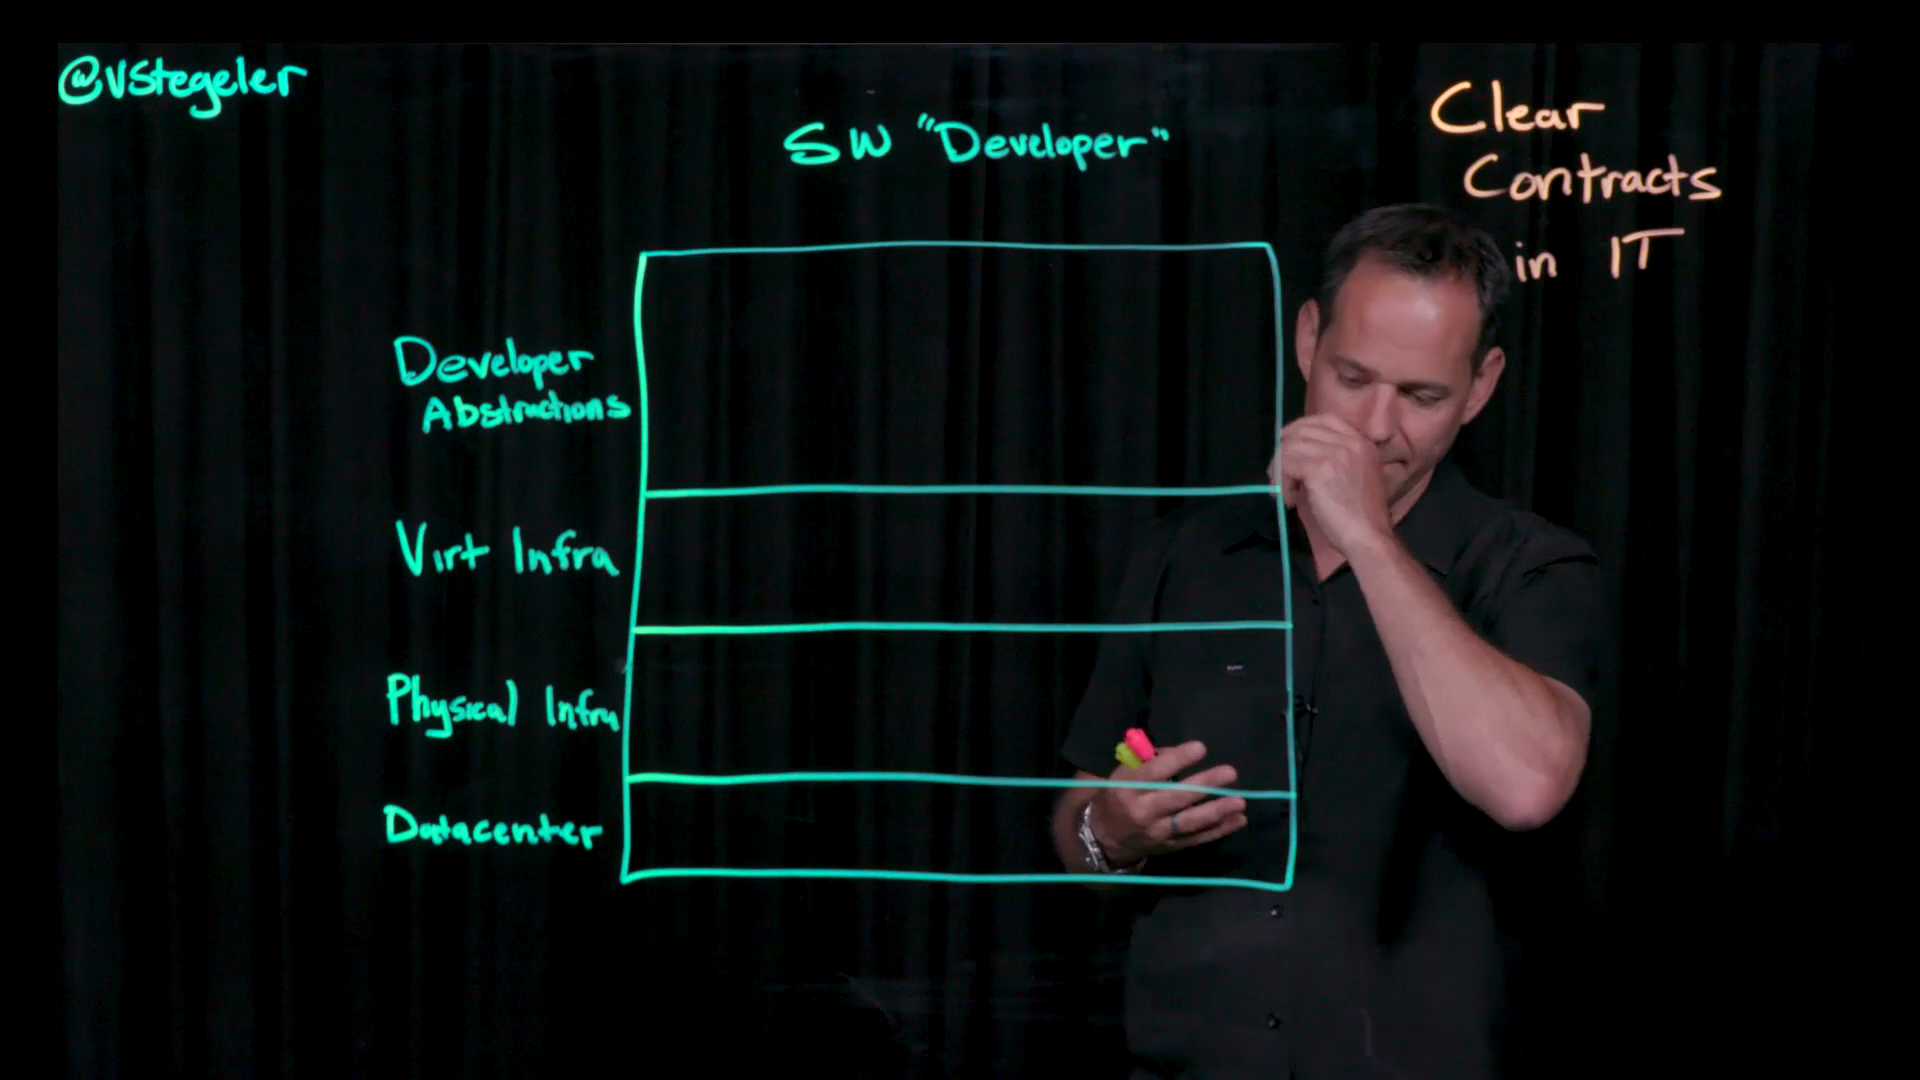 @vStegeler
SW "Developer"
Clear
Contracts
in IT
Developer
Abstractions
Virt Infra
Physical Infra
Datacenter